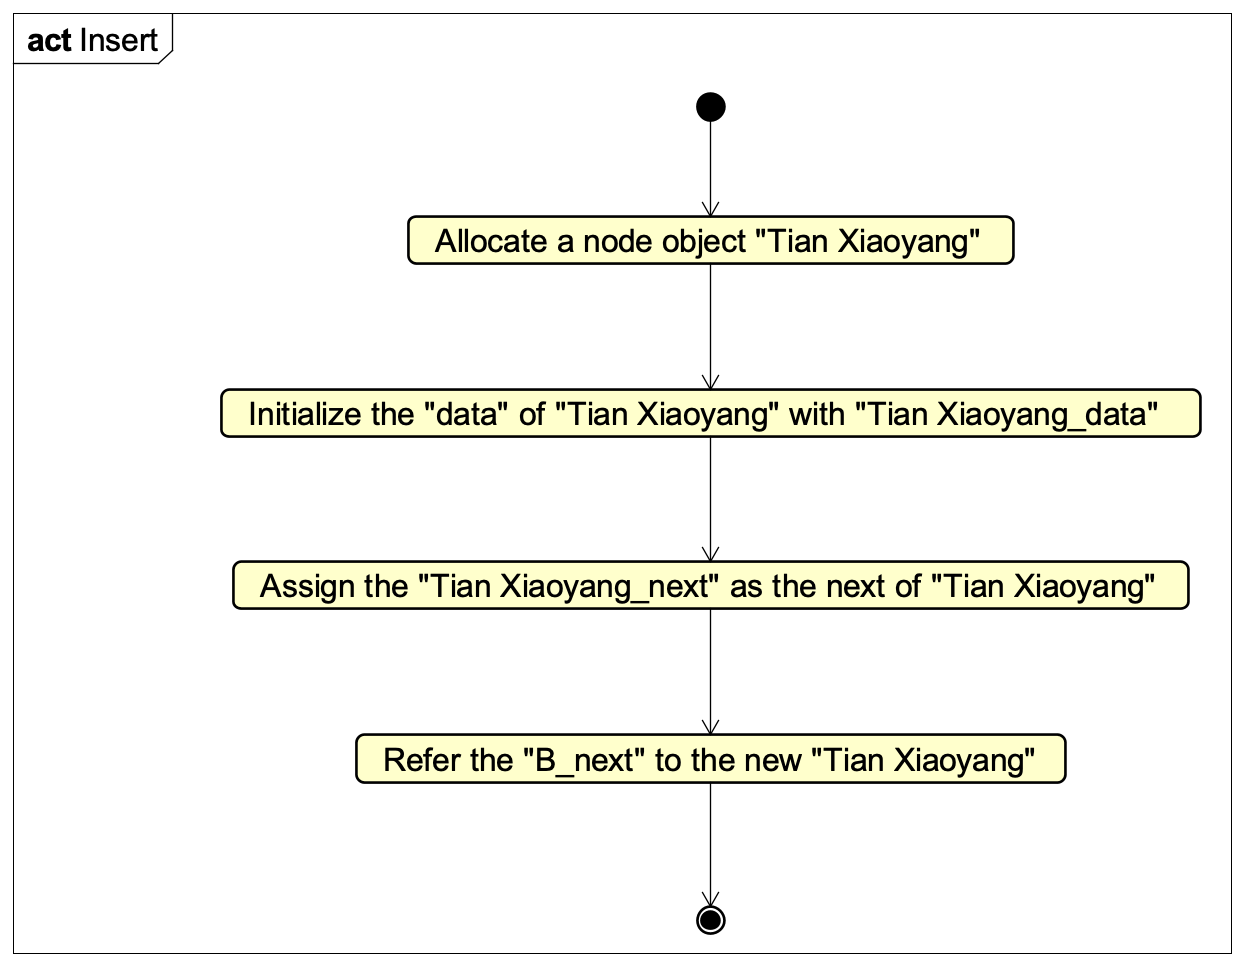 act Insert
Allocate a node object "Tian Xiaoyang"
Initialize the "data" of "Tian Xiaoyang" with "Tian Xiaoyang_data"
Assign the "Tian Xiaoyang_next" as the next of "Tian Xiaoyang"
Refer the "B_next" to the new "Tian Xiaoyang"